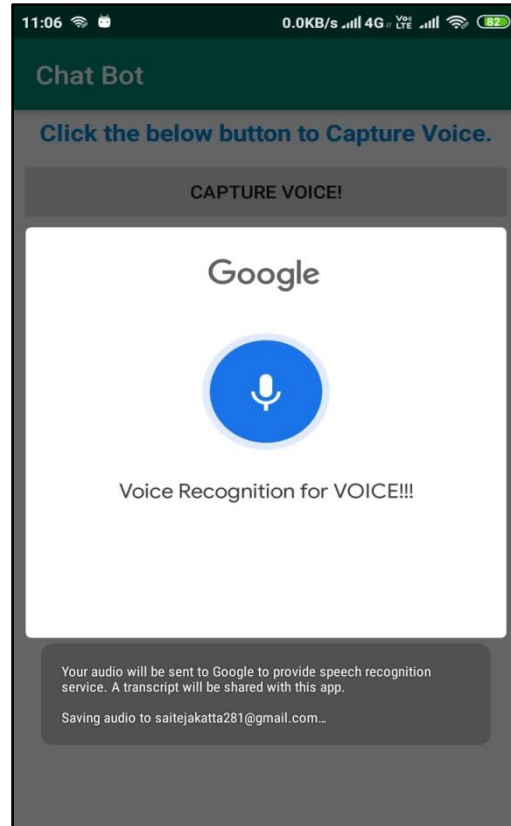 11:06 0.0KB/s 4G VoI LTE 82
Chat Bot
Click the below button to Capture Voice.
CAPTURE VOICE!
Google
Voice Recognition for VOICE!!!
Your audio will be sent to Google to provide speech recognition
service. A transcript will be shared with this app.
Saving audio to saitejakatta281@gmail.com…